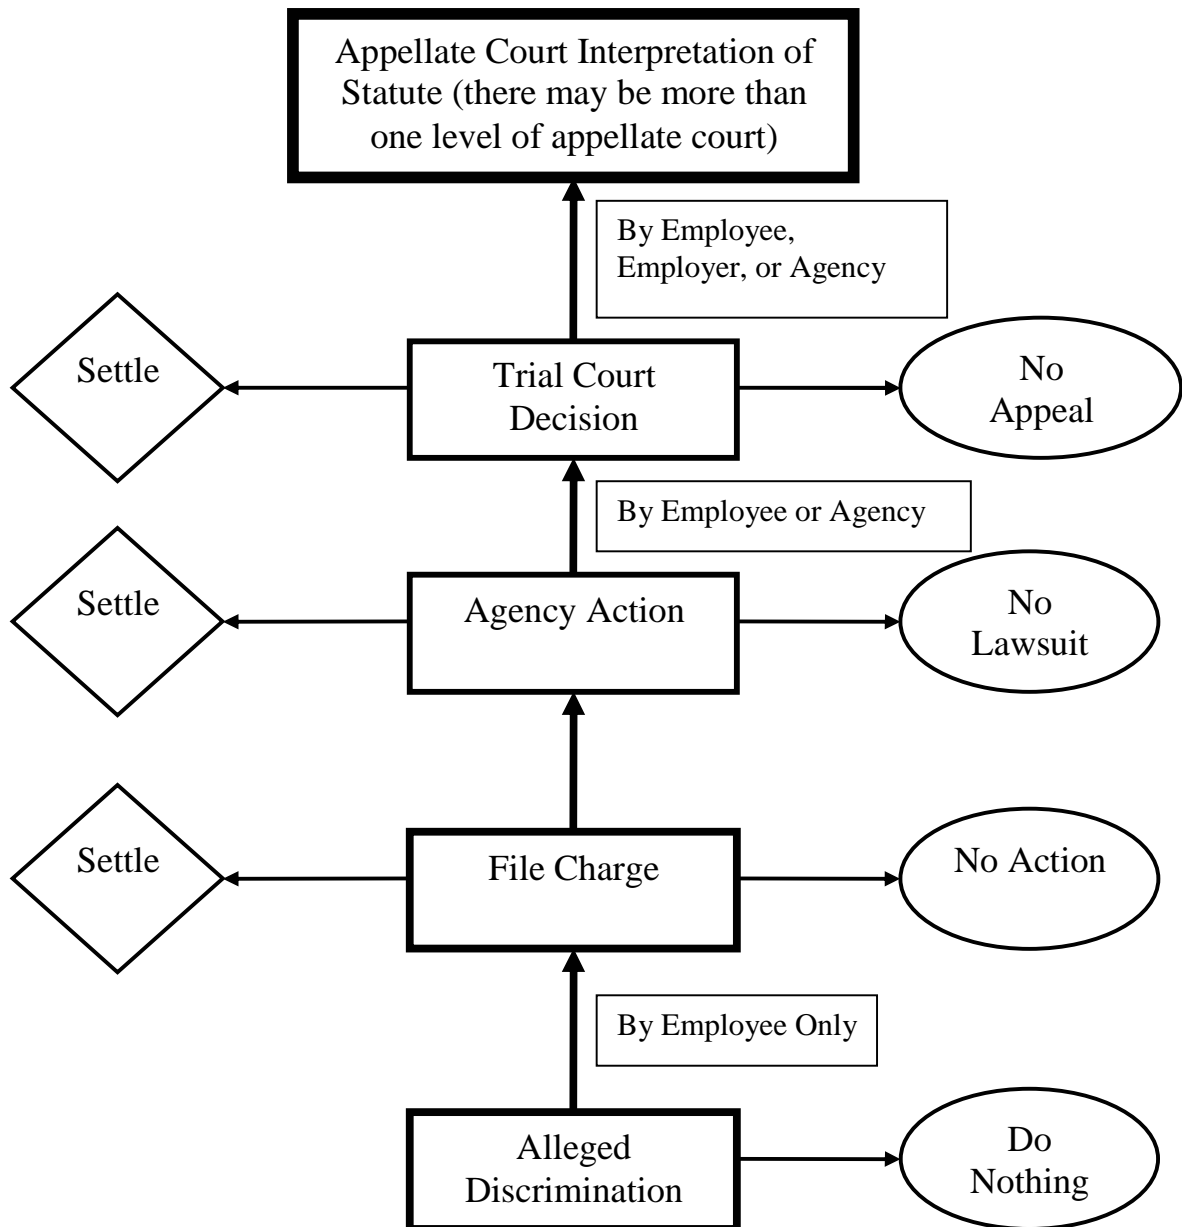 Appellate Court Interpretation of
Statute (there may be more than
one level of appellate court)
By Employee,
Employer, or Agency
Settle
Trial Court
Decision
No
Appeal
By Employee or Agency
Settle
Agency Action
No
Lawsuit
Settle
File Charge
No Action
By Employee Only
Alleged
Discrimination
Do
Nothing